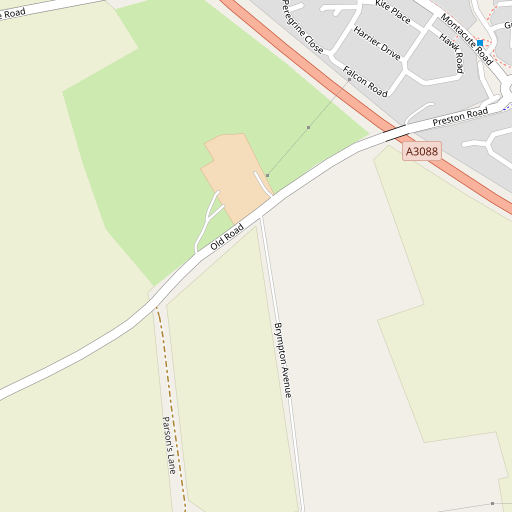 e Road
Peregrine Close
Kite Place
Montacute Road
Harrier Drive
Hawk Road
Falcon Road
Preston Road
A3088
Old Road
Brympton Avenue
Parson's Lane